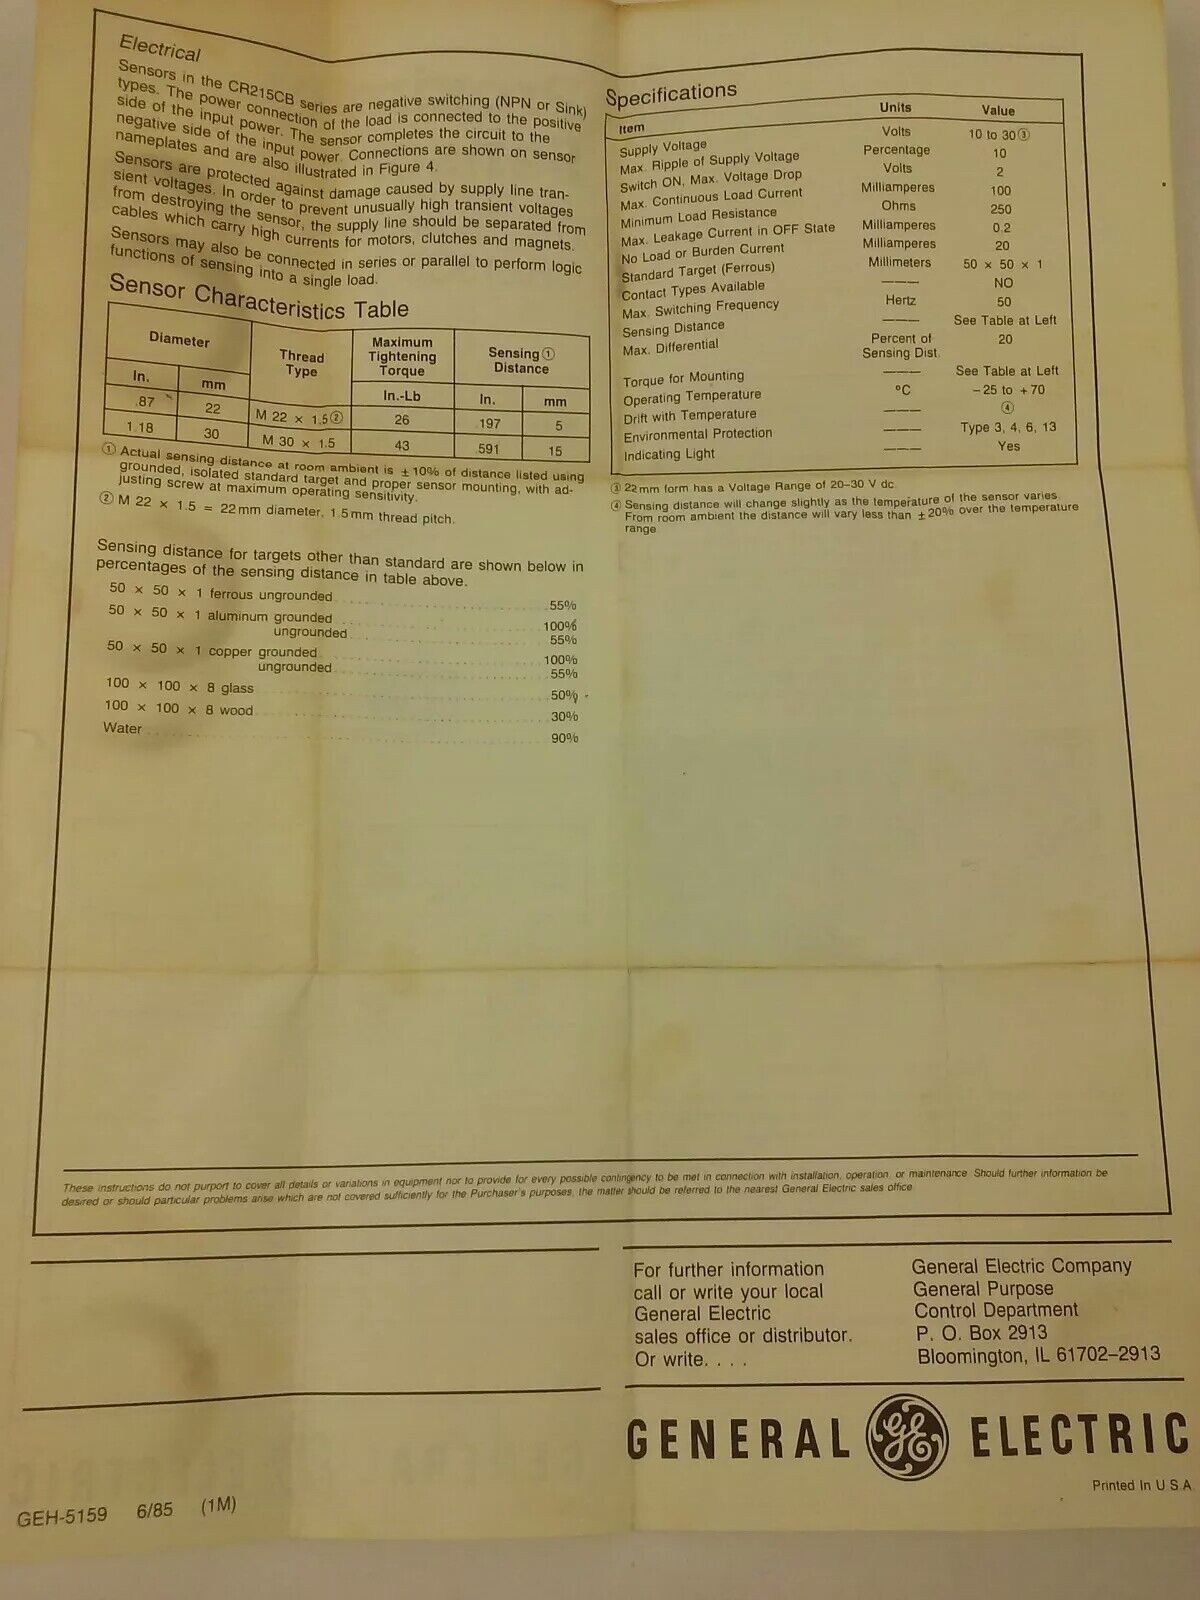 Electrical
Sensors in the CR215CB series are negative switching (NPN or Sink)
types. The power connection of the load is connected to the positive
side of the input power. The sensor completes the circuit to the
negative side of the input power. Connections are shown on sensor
nameplates and are also illustrated in Figure 4.
Sensors are protected against damage caused by supply line tran-
sient voltages. In order to prevent unusually high transient voltages
from destroying the sensor, the supply line should be separated from
cables which carry high currents for motors, clutches and magnets.
Sensors may also be connected in series or parallel to perform logic
functions of sensing into a single load.
Sensor Characteristics Table
Diameter Thread Type Maximum Tightening Torque Sensing① Distance
In. mm In.-Lb In. mm
.87 22 M 22 × 1.5② 26 .197 5
1.18 30 M 30 × 1.5 43 .591 15
① Actual sensing distance at room ambient is ±10% of distance listed using
grounded, isolated standard target and proper sensor mounting, with ad-
justing screw at maximum operating sensitivity.
② M 22 × 1.5 = 22mm diameter, 1.5mm thread pitch.
Sensing distance for targets other than standard are shown below in
percentages of the sensing distance in table above.
50 × 50 × 1 ferrous ungrounded 55%
50 × 50 × 1 aluminum grounded 100%
ungrounded 55%
50 × 50 × 1 copper grounded 100%
ungrounded 55%
100 × 100 × 8 glass 50%
100 × 100 × 8 wood 30%
Water 90%
Specifications
Item Units Value
Supply Voltage Volts 10 to 30③
Max. Ripple of Supply Voltage Percentage 10
Switch ON, Max. Voltage Drop Volts 2
Max. Continuous Load Current Milliamperes 100
Minimum Load Resistance Ohms 250
Max. Leakage Current in OFF State Milliamperes 0.2
No Load or Burden Current Milliamperes 20
Standard Target (Ferrous) Millimeters 50 × 50 × 1
Contact Types Available ——— NO
Max. Switching Frequency Hertz 50
Sensing Distance ——— See Table at Left
Max. Differential Percent of Sensing Dist. 20
Torque for Mounting ——— See Table at Left
Operating Temperature °C −25 to +70
Drift with Temperature ——— ④
Environmental Protection ——— Type 3, 4, 6, 13
Indicating Light ——— Yes
③ 22mm form has a Voltage Range of 20–30 V dc.
④ Sensing distance will change slightly as the temperature of the sensor varies.
From room ambient the distance will vary less than ±20% over the temperature
range.
These instructions do not purport to cover all details or variations in equipment nor to provide for every possible contingency to be met in connection with installation, operation, or maintenance. Should further information be
desired or should particular problems arise which are not covered sufficiently for the Purchaser's purposes, the matter should be referred to the nearest General Electric sales office.
For further information
call or write your local
General Electric
sales office or distributor.
Or write. . . .
General Electric Company
General Purpose
Control Department
P. O. Box 2913
Bloomington, IL 61702–2913
GENERAL GE ELECTRIC
Printed In U.S.A.
GEH-5159 6/85 (1M)